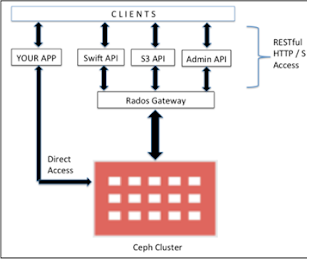 CLIENTS
RESTful
HTTP / S
Access
YOUR APP
Swift API
S3 API
Admin API
Rados Gateway
Direct
Access
Ceph Cluster